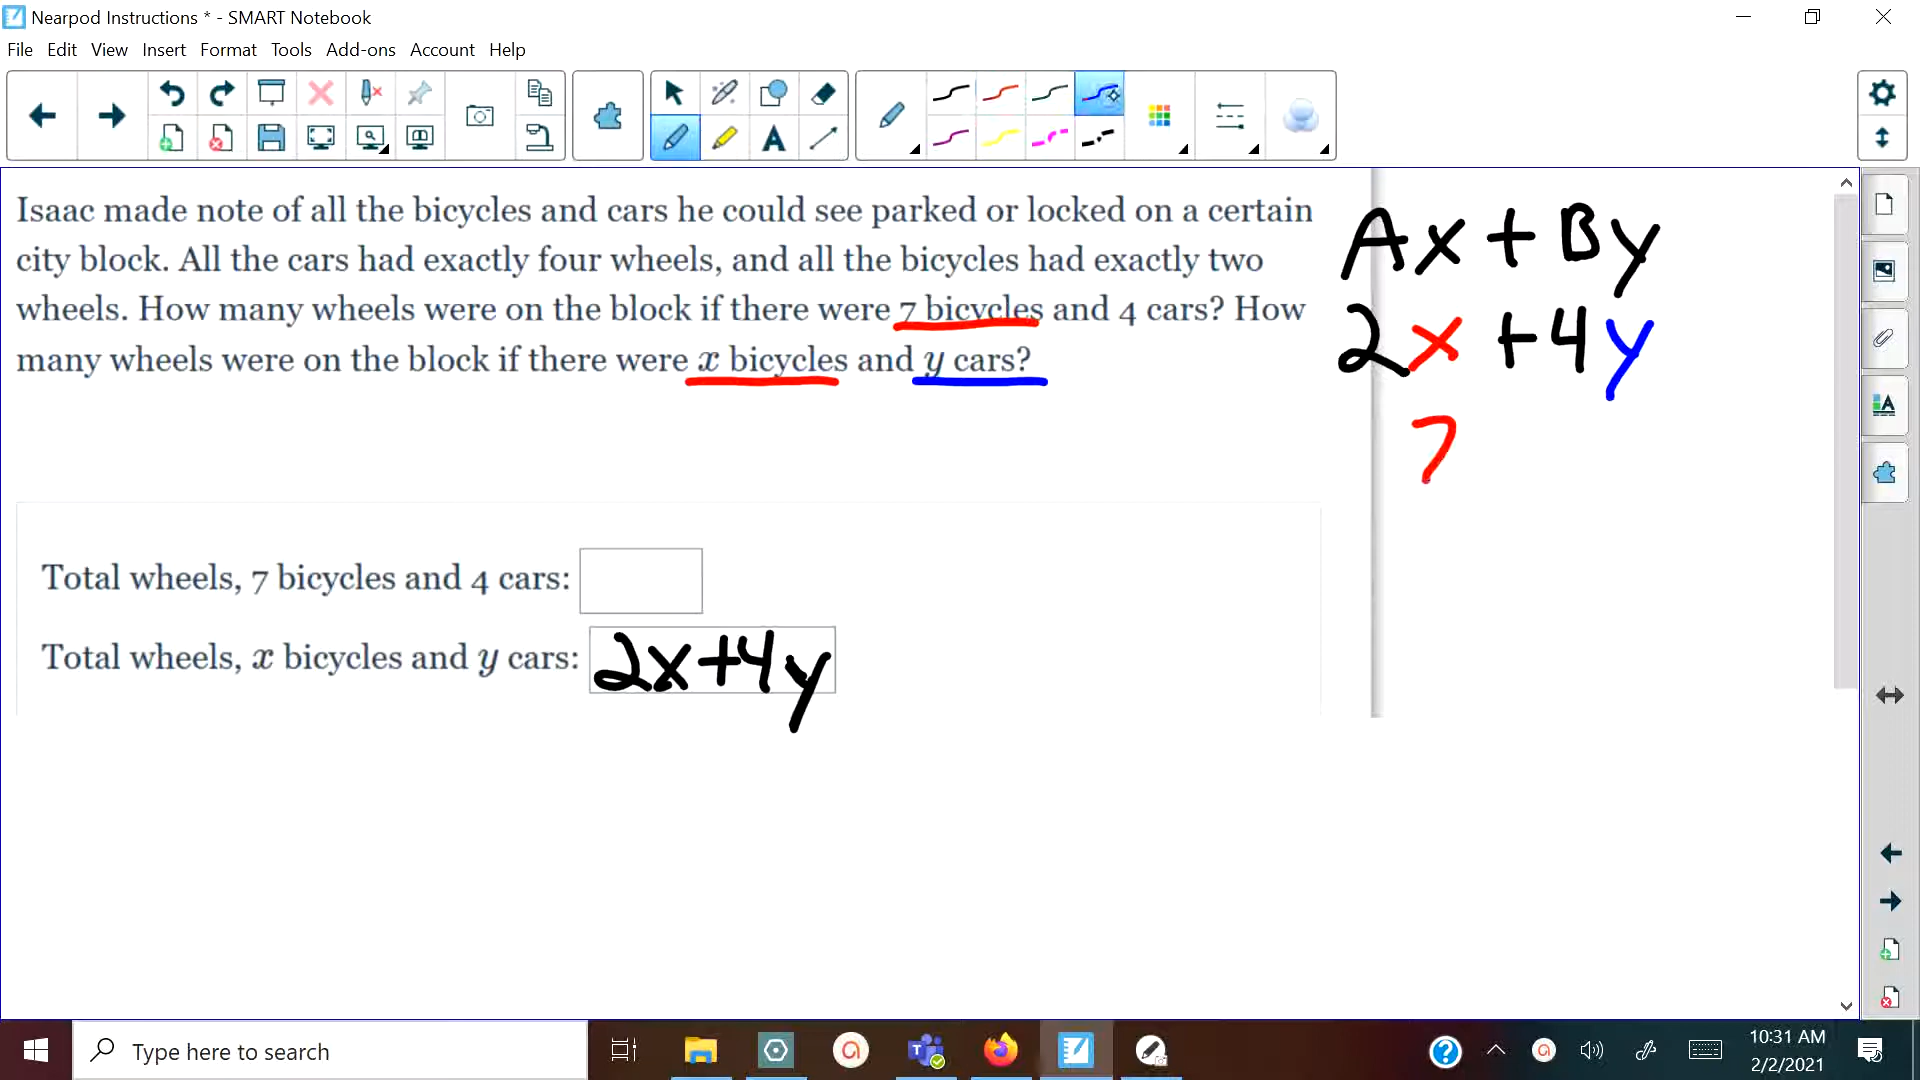 Nearpod Instructions * - SMART Notebook
File Edit View Insert Format Tools Add-ons Account Help
Isaac made note of all the bicycles and cars he could see parked or locked on a certain
city block. All the cars had exactly four wheels, and all the bicycles had exactly two
wheels. How many wheels were on the block if there were 7 bicycles and 4 cars? How
many wheels were on the block if there were x bicycles and y cars?
Ax + By
2x + 4y
7
Total wheels, 7 bicycles and 4 cars:
Total wheels, x bicycles and y cars: 2x+4y
Type here to search
10:31 AM
2/2/2021